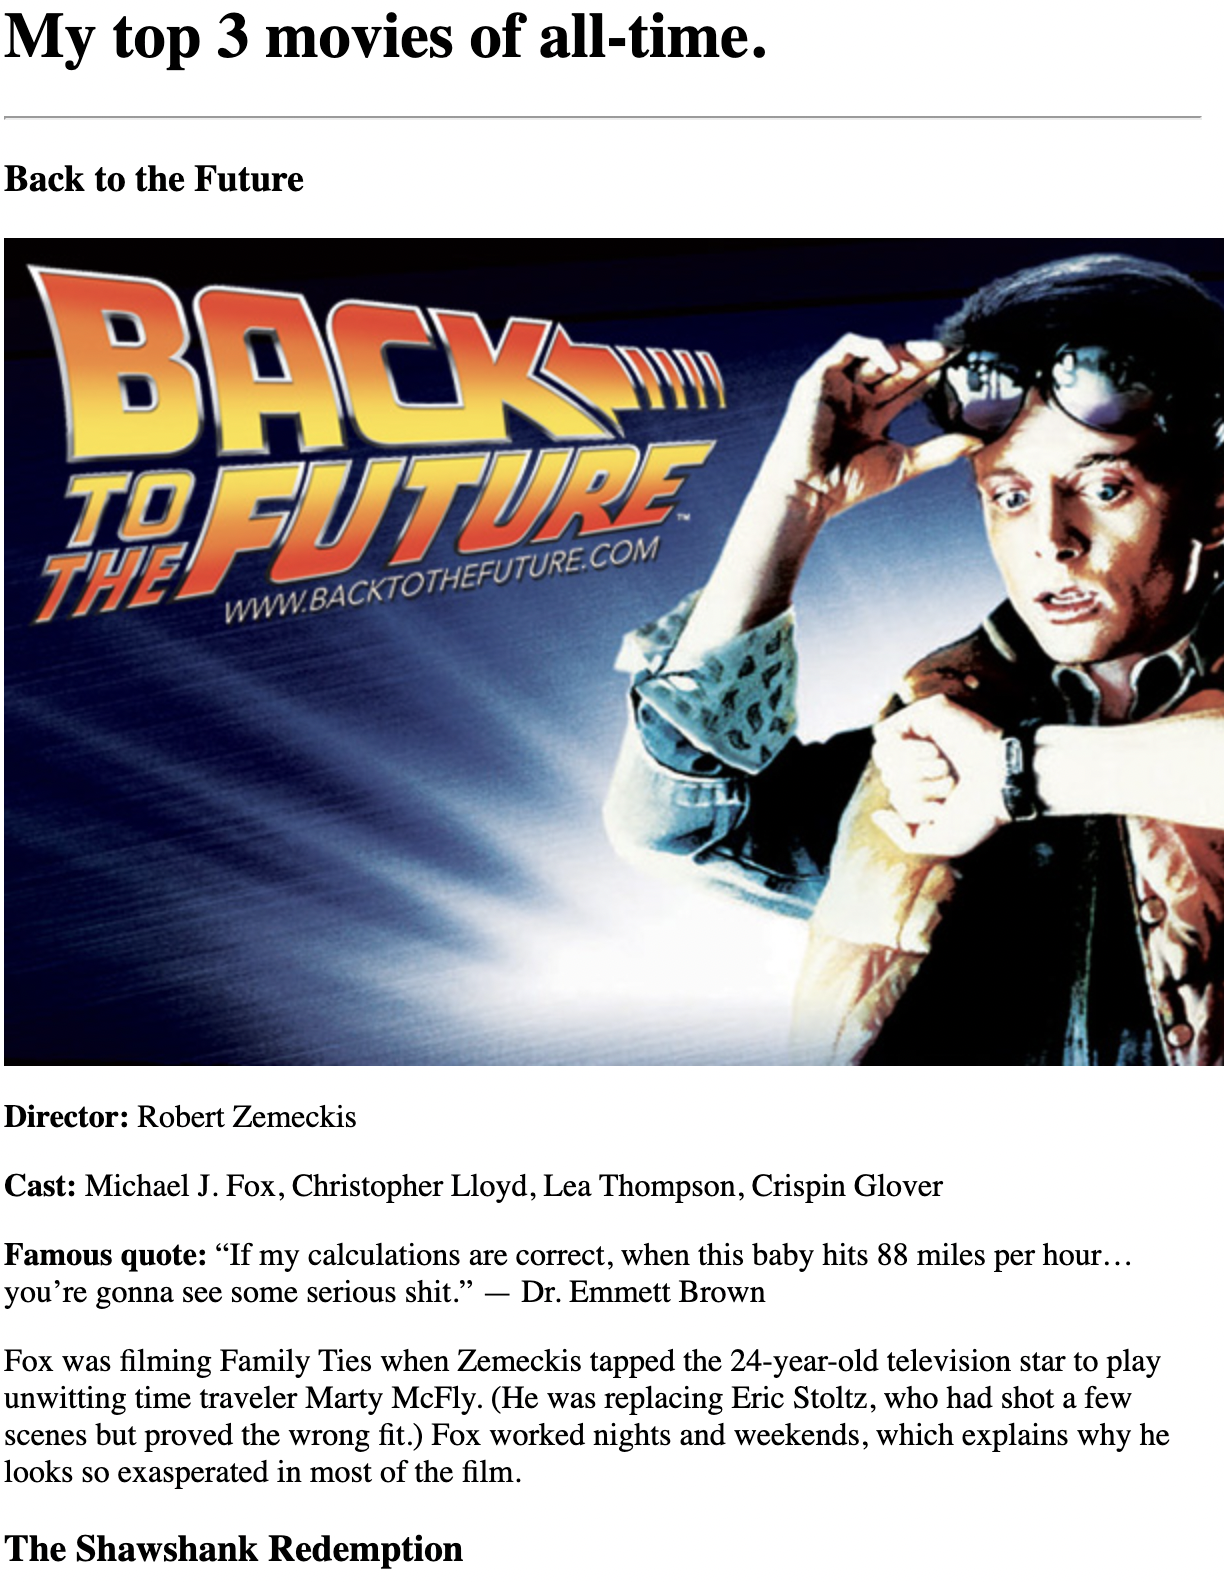 My top 3 movies of all-time.
Back to the Future
BACK
TO
THE FUTURE™
WWW.BACKTOTHEFUTURE.COM
Director: Robert Zemeckis
Cast: Michael J. Fox, Christopher Lloyd, Lea Thompson, Crispin Glover
Famous quote: “If my calculations are correct, when this baby hits 88 miles per hour…
you’re gonna see some serious shit.” — Dr. Emmett Brown
Fox was filming Family Ties when Zemeckis tapped the 24-year-old television star to play
unwitting time traveler Marty McFly. (He was replacing Eric Stoltz, who had shot a few
scenes but proved the wrong fit.) Fox worked nights and weekends, which explains why he
looks so exasperated in most of the film.
The Shawshank Redemption